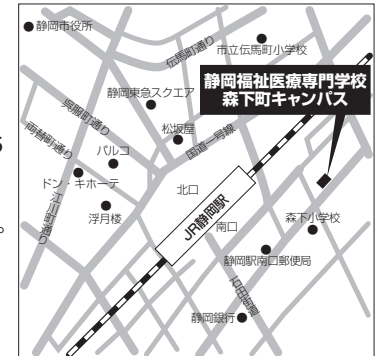 静岡市役所
伝馬町通り
市立伝馬町小学校
静岡東急スクエア
静岡福祉医療専門学校
森下町キャンパス
呉服町通り
松坂屋
国道一号線
両替町通り
パルコ
ドン・キホーテ
北口
浮月楼
江川町通り
JR静岡駅
南口
森下小学校
静岡駅南口郵便局
石田街道
静岡銀行
。